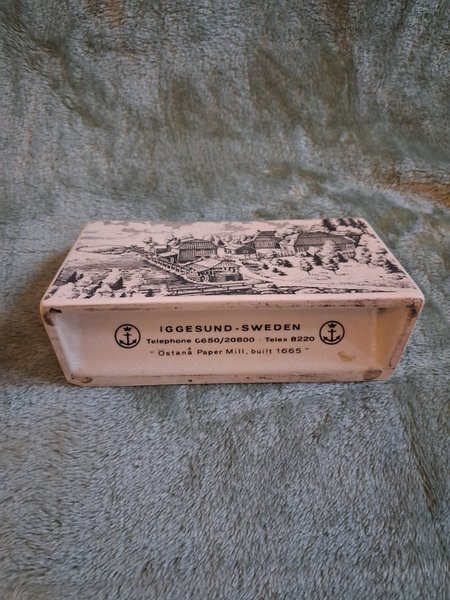 IGGESUND-SWEDEN
Telephone 0650/20800 · Telex 8220
"Östanå Paper Mill, built 1665"